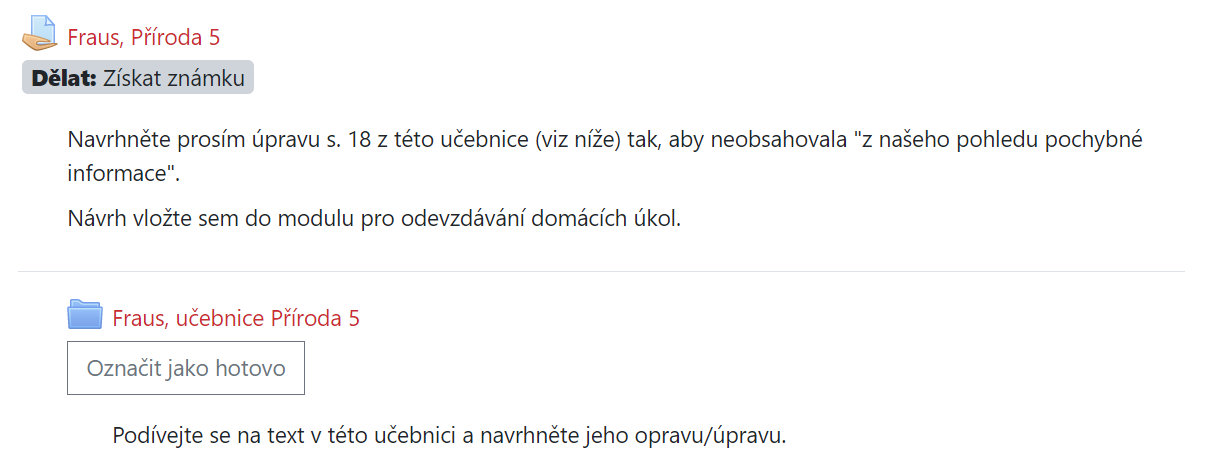 Fraus, Příroda 5
Dělat: Získat známku
Navrhněte prosím úpravu s. 18 z této učebnice (viz níže) tak, aby neobsahovala "z našeho pohledu pochybné
informace".
Návrh vložte sem do modulu pro odevzdávání domácích úkol.
Fraus, učebnice Příroda 5
Označit jako hotovo
Podívejte se na text v této učebnici a navrhněte jeho opravu/úpravu.